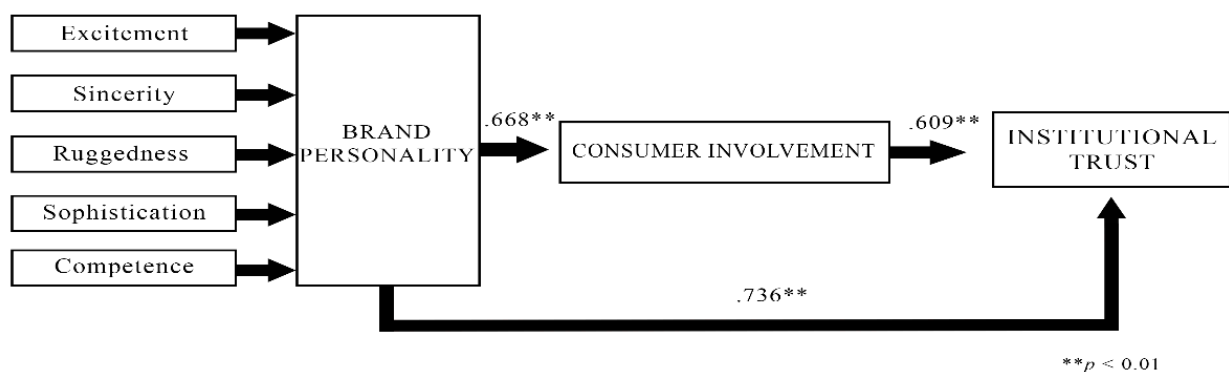 Excitement
Sincerity
Ruggedness
Sophistication
Competence
BRAND
PERSONALITY
.668**
CONSUMER INVOLVEMENT
.609**
INSTITUTIONAL
TRUST
.736**
**p < 0.01